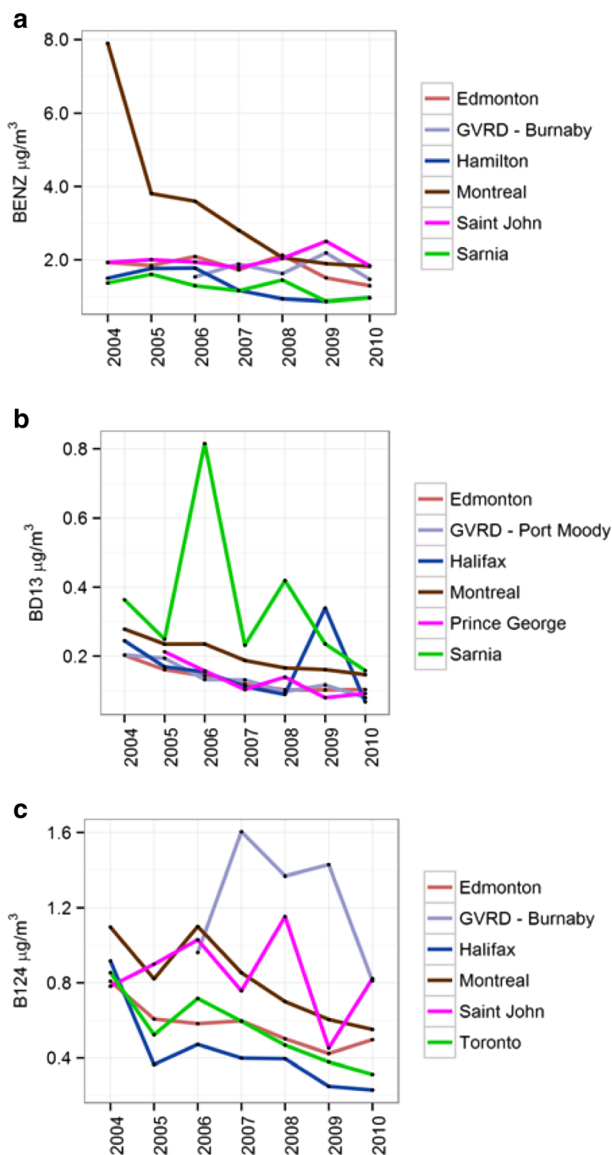 a
BENZ μg/m³
8.0
6.0
4.0
2.0
2004
2005
2006
2007
2008
2009
2010
Edmonton
GVRD - Burnaby
Hamilton
Montreal
Saint John
Sarnia
b
BD13 μg/m³
0.8
0.6
0.4
0.2
2004
2005
2006
2007
2008
2009
2010
Edmonton
GVRD - Port Moody
Halifax
Montreal
Prince George
Sarnia
c
B124 μg/m³
1.6
1.2
0.8
0.4
2004
2005
2006
2007
2008
2009
2010
Edmonton
GVRD - Burnaby
Halifax
Montreal
Saint John
Toronto